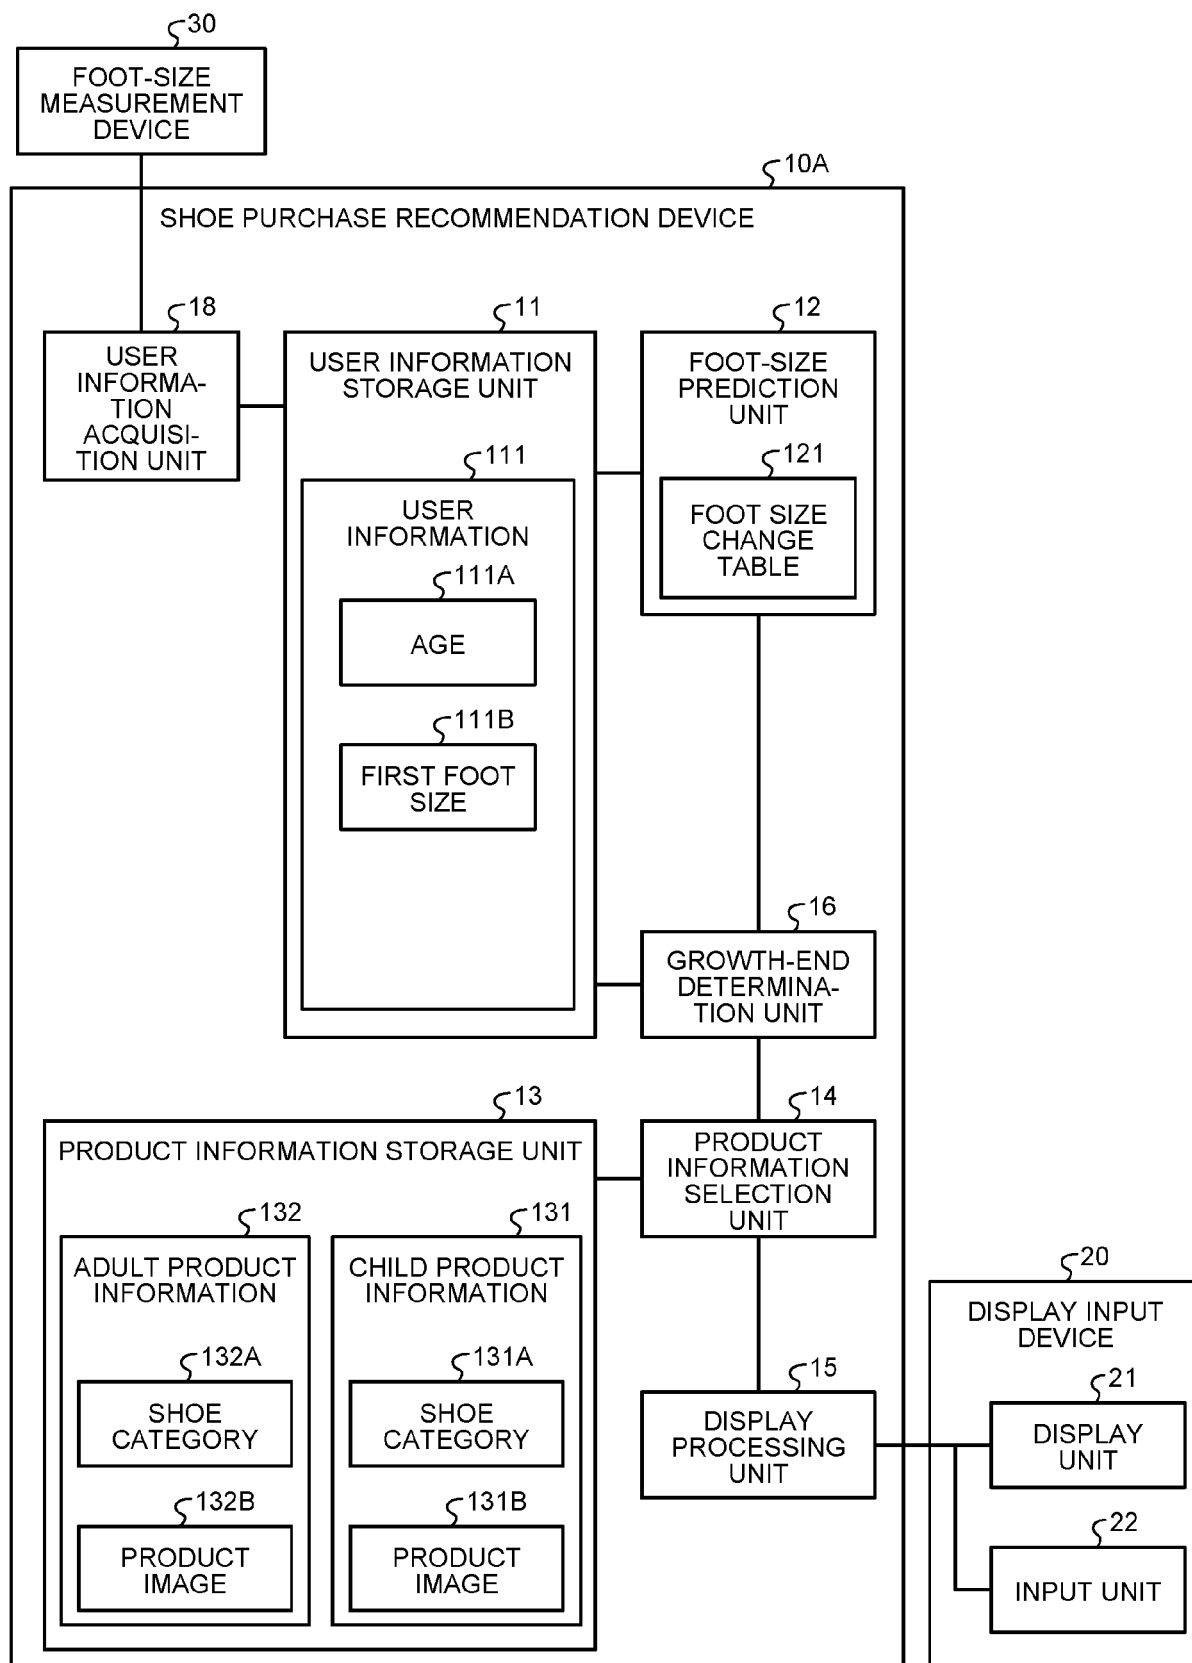 30
FOOT-SIZE
MEASUREMENT
DEVICE
10A
SHOE PURCHASE RECOMMENDATION DEVICE
18
USER
INFORMA-
TION
ACQUISI-
TION UNIT
11
USER INFORMATION
STORAGE UNIT
111
USER
INFORMATION
111A
AGE
111B
FIRST FOOT
SIZE
12
FOOT-SIZE
PREDICTION
UNIT
121
FOOT SIZE
CHANGE
TABLE
16
GROWTH-END
DETERMINA-
TION UNIT
13
PRODUCT INFORMATION STORAGE UNIT
132
ADULT PRODUCT
INFORMATION
132A
SHOE
CATEGORY
132B
PRODUCT
IMAGE
131
CHILD PRODUCT
INFORMATION
131A
SHOE
CATEGORY
131B
PRODUCT
IMAGE
14
PRODUCT
INFORMATION
SELECTION
UNIT
15
DISPLAY
PROCESSING
UNIT
20
DISPLAY INPUT
DEVICE
21
DISPLAY
UNIT
22
INPUT UNIT